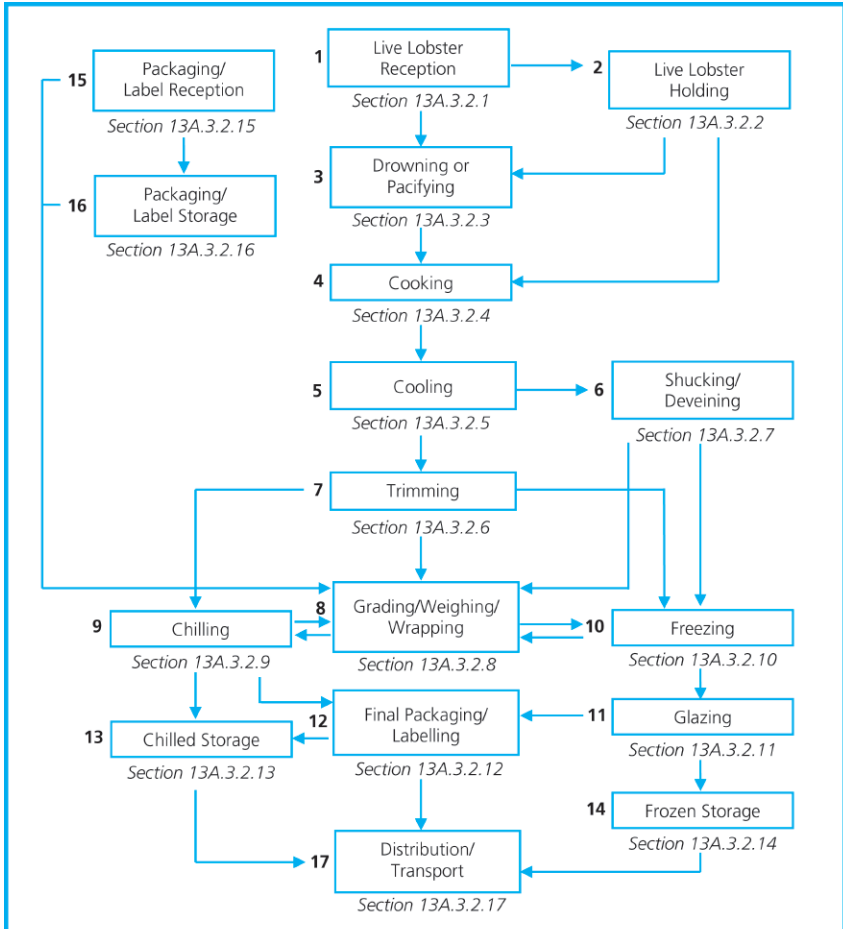 1
Live Lobster
Reception
Section 13A.3.2.1
2
Live Lobster
Holding
Section 13A.3.2.2
15
Packaging/
Label Reception
Section 13A.3.2.15
3
Drowning or
Pacifying
Section 13A.3.2.3
16
Packaging/
Label Storage
Section 13A.3.2.16
4
Cooking
Section 13A.3.2.4
5
Cooling
Section 13A.3.2.5
6
Shucking/
Deveining
Section 13A.3.2.7
7
Trimming
Section 13A.3.2.6
8
Grading/Weighing/
Wrapping
Section 13A.3.2.8
9
Chilling
Section 13A.3.2.9
10
Freezing
Section 13A.3.2.10
11
Glazing
Section 13A.3.2.11
12
Final Packaging/
Labelling
Section 13A.3.2.12
13
Chilled Storage
Section 13A.3.2.13
14
Frozen Storage
Section 13A.3.2.14
17
Distribution/
Transport
Section 13A.3.2.17